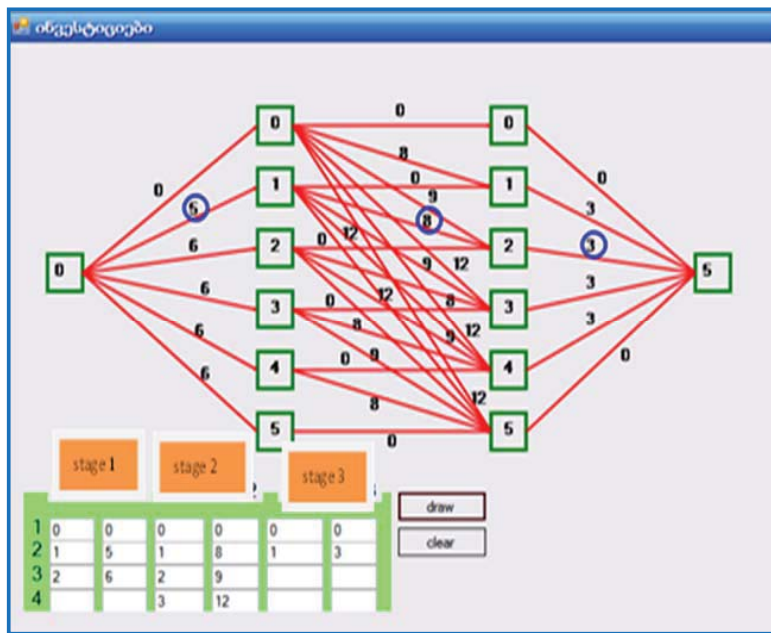 ინვესტიციები
0
0 0 0
8
0 1 0 1 3
5 9
8
6 2 0 12 2 3
0 9 12 5
6 3 0 12 8 3 3
8 12
6 4 0 9 9 4 3
6 8 12 0
5 0 5
stage 1 stage 2 stage 3
draw
clear
1 0 0 0 0 0 0
2 1 5 1 8 1 3
3 2 6 2 9
4 3 12